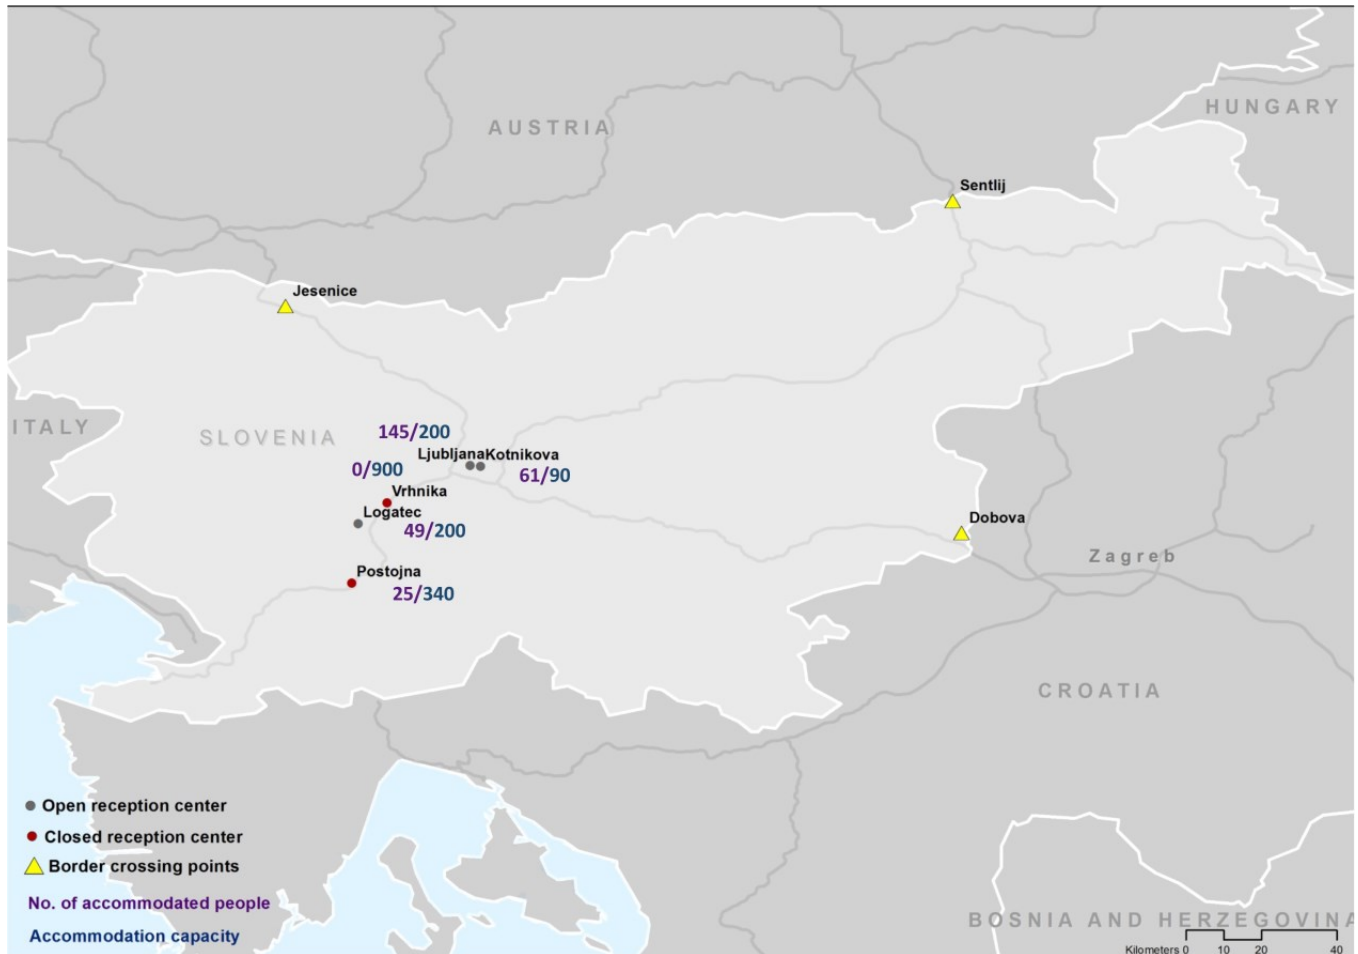 AUSTRIA
HUNGARY
Sentlij
Jesenice
ITALY
SLOVENIA
145/200
Ljubljana
Kotnikova
0/900
61/90
Vrhnika
Logatec
49/200
Dobova
Zagreb
Postojna
25/340
CROATIA
Open reception center
Closed reception center
Border crossing points
No. of accommodated people
Accommodation capacity
BOSNIA AND HERZEGOVINA
Kilometers 0 10 20 40